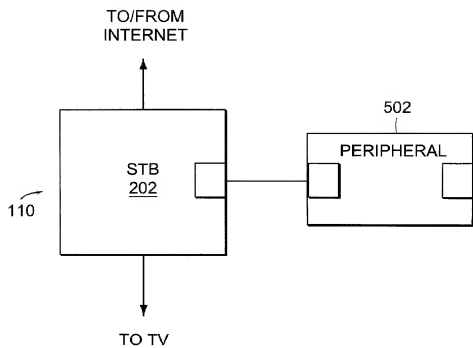 TO/FROM
INTERNET
502
STB
202
PERIPHERAL
110
TO TV